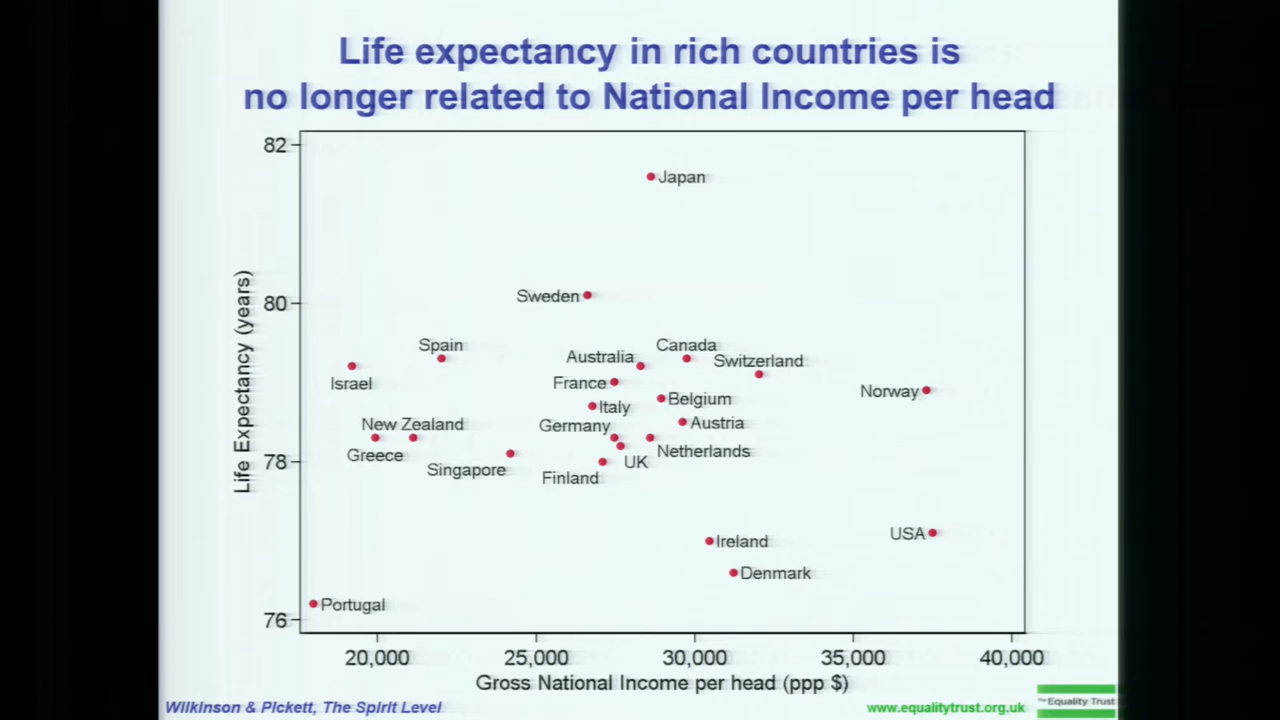 Life expectancy in rich countries is
no longer related to National Income per head
82
Japan
80
Sweden
Spain
Canada
Australia
Switzerland
Israel
France
Norway
Belgium
Italy
New Zealand
Germany
Austria
Greece
Netherlands
78
Singapore
UK
Finland
USA
Ireland
Denmark
76
Portugal
Life Expectancy (years)
20,000 25,000 30,000 35,000 40,000
Gross National Income per head (ppp $)
Wilkinson & Pickett, The Spirit Level
www.equalitytrust.org.uk
The Equality Trust